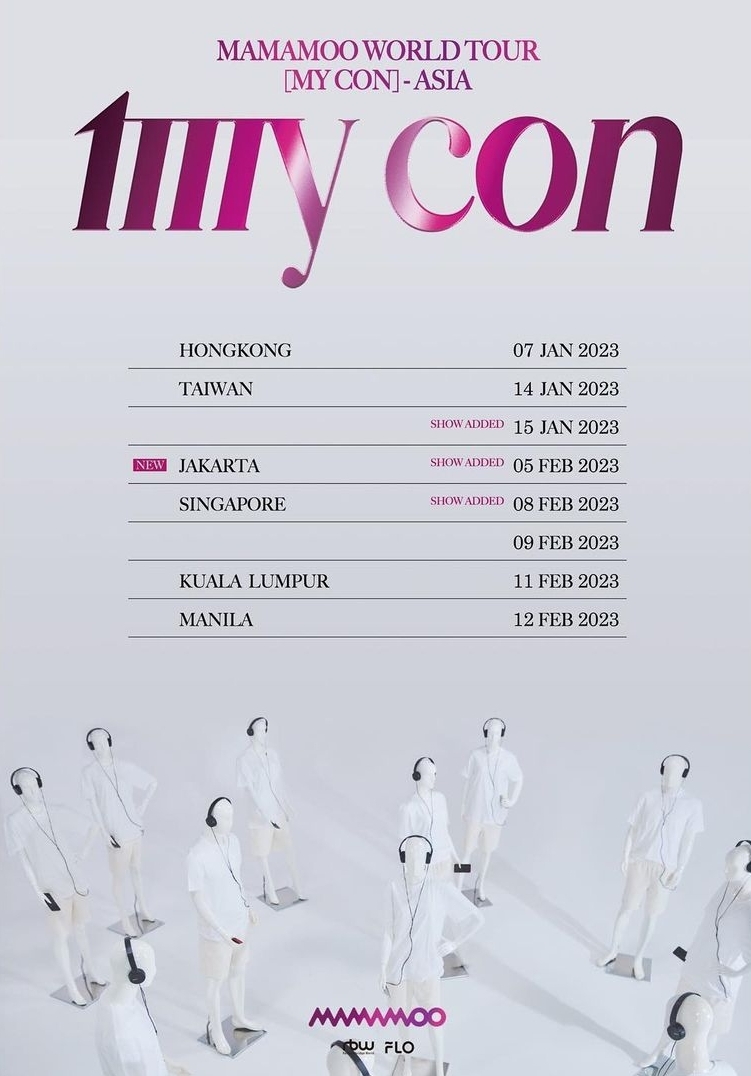 MAMAMOO WORLD TOUR
[MY CON] - ASIA
my con
HONGKONG 07 JAN 2023
TAIWAN 14 JAN 2023
SHOW ADDED 15 JAN 2023
NEW JAKARTA SHOW ADDED 05 FEB 2023
SINGAPORE SHOW ADDED 08 FEB 2023
09 FEB 2023
KUALA LUMPUR 11 FEB 2023
MANILA 12 FEB 2023
MAMAMOO
rbw FLO